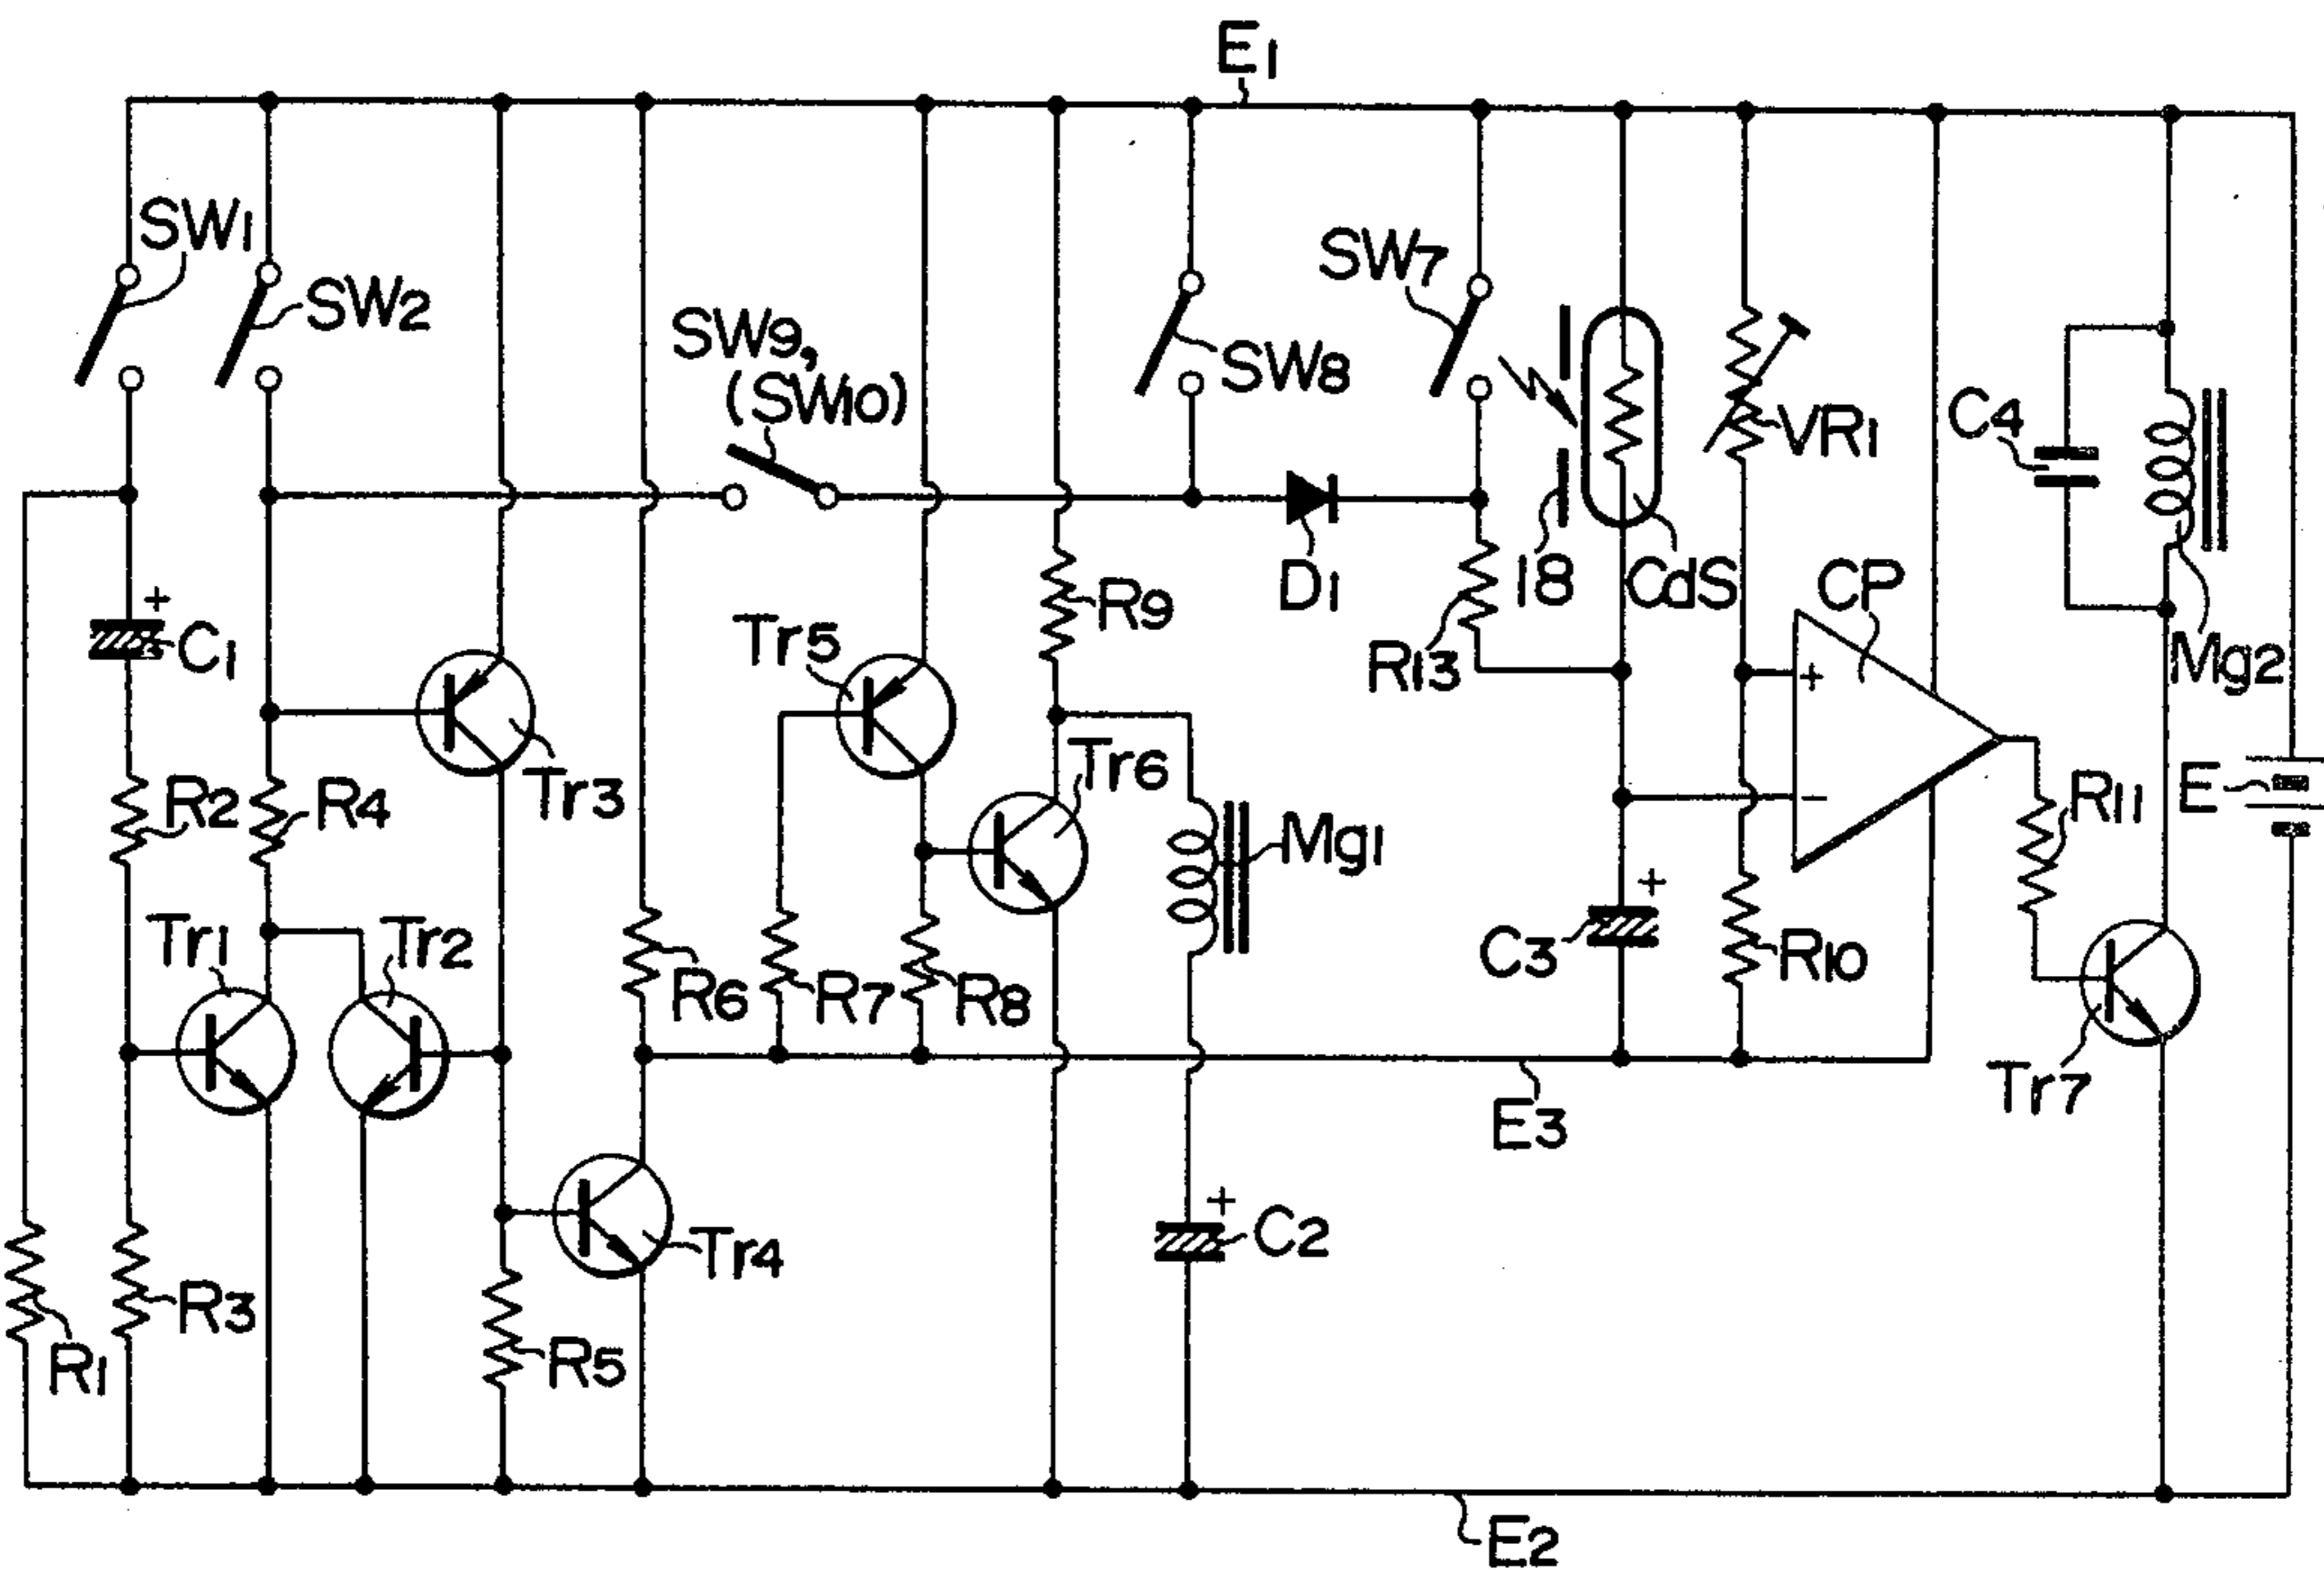 E1
SW1
SW2
SW9,
(SW10)
SW8
SW7
VR1
C4
+
C1
D1
18
CdS
CP
R9
Tr5
R13
Mg2
+
Tr3
R2
R4
Tr6
−
R11
E
Mg1
+
Tr1
Tr2
R6
R7
R8
C3
R10
E3
Tr7
+
C2
Tr4
R3
R1
R5
E2